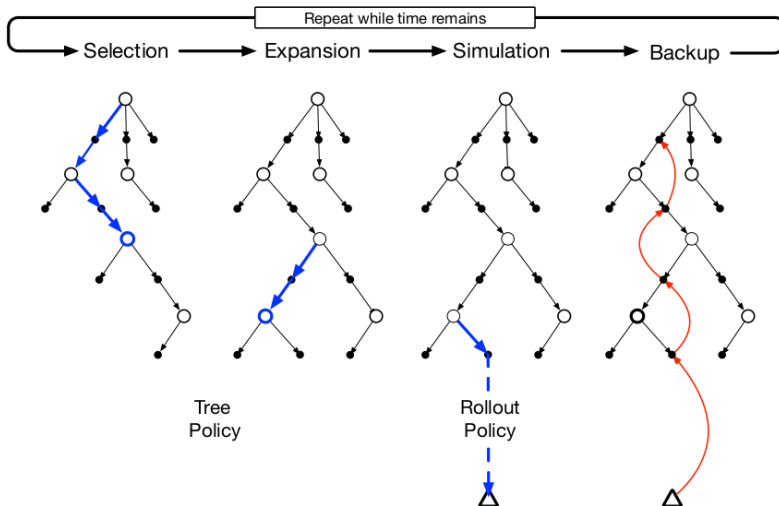 Repeat while time remains
Selection
Expansion
Simulation
Backup
Tree
Policy
Rollout
Policy